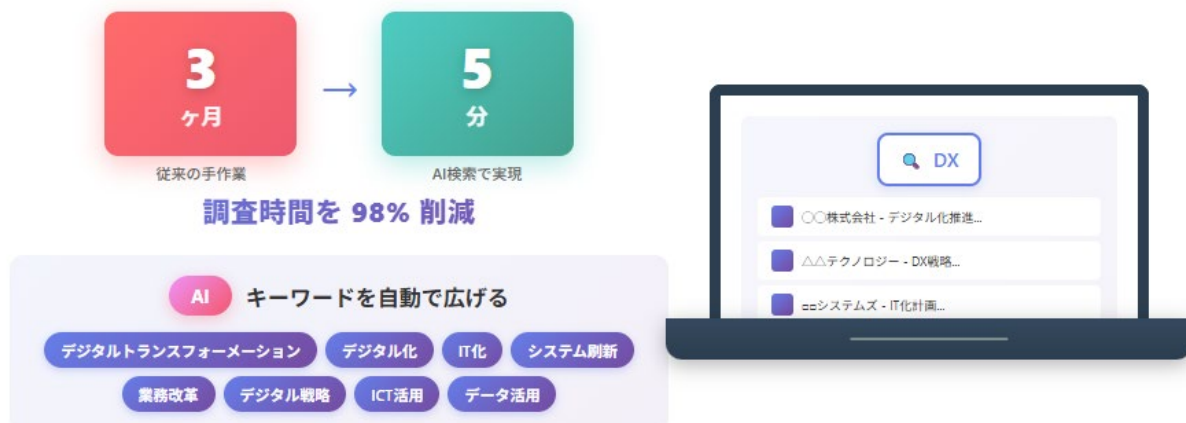 3
ヶ月
→
5
分
従来の手作業
AI検索で実現
調査時間を 98% 削減
AI キーワードを自動で広げる
デジタルトランスフォーメーション デジタル化 IT化 システム刷新
業務改革 デジタル戦略 ICT活用 データ活用
🔍 DX
○○株式会社 - デジタル化推進...
△△テクノロジー - DX戦略...
□□システムズ - IT化計画...